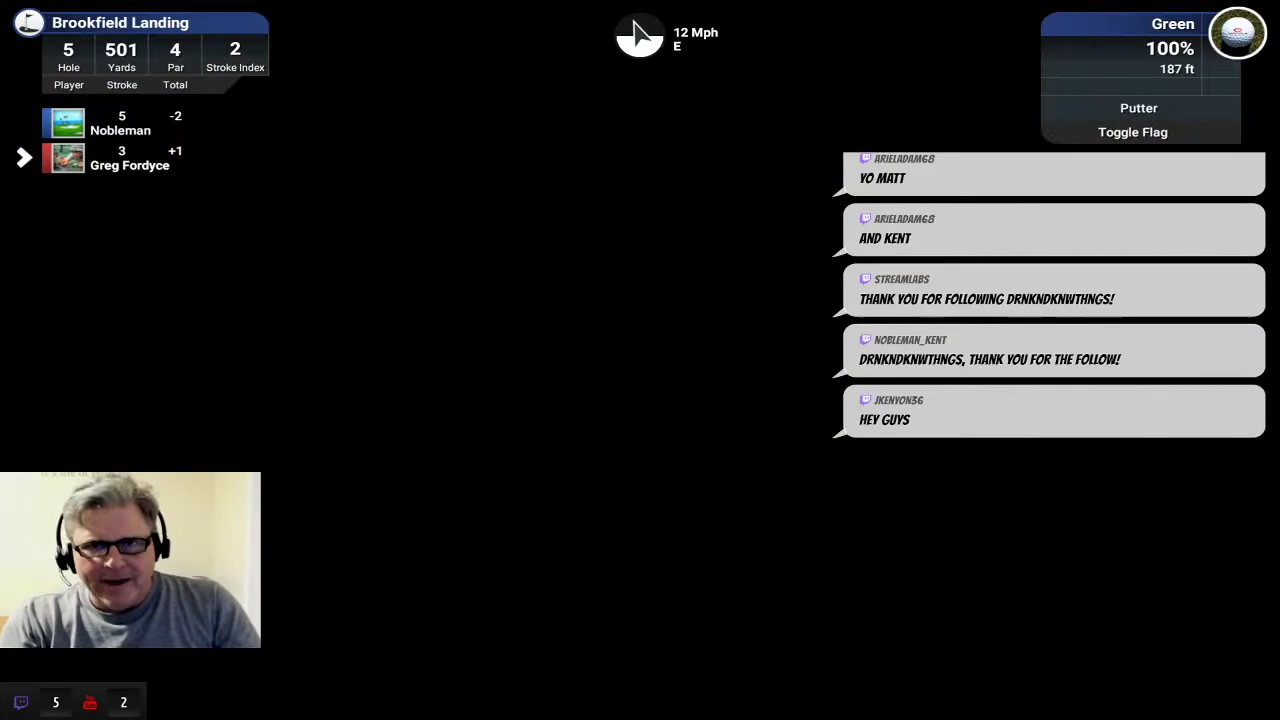 Brookfield Landing
5 501 4 2
Hole Yards Par Stroke Index
Player Stroke Total
5 -2
Nobleman
3 +1
Greg Fordyce
12 Mph
E
Green
100%
187 ft
Putter
Toggle Flag
ARIELADAM68
YO MATT
ARIELADAM68
AND KENT
STREAMLABS
THANK YOU FOR FOLLOWING DRNKNDKNWTHNGS!
NOBLEMAN_KENT
DRNKNDKNWTHNGS, THANK YOU FOR THE FOLLOW!
JKENYON36
HEY GUYS
5 2